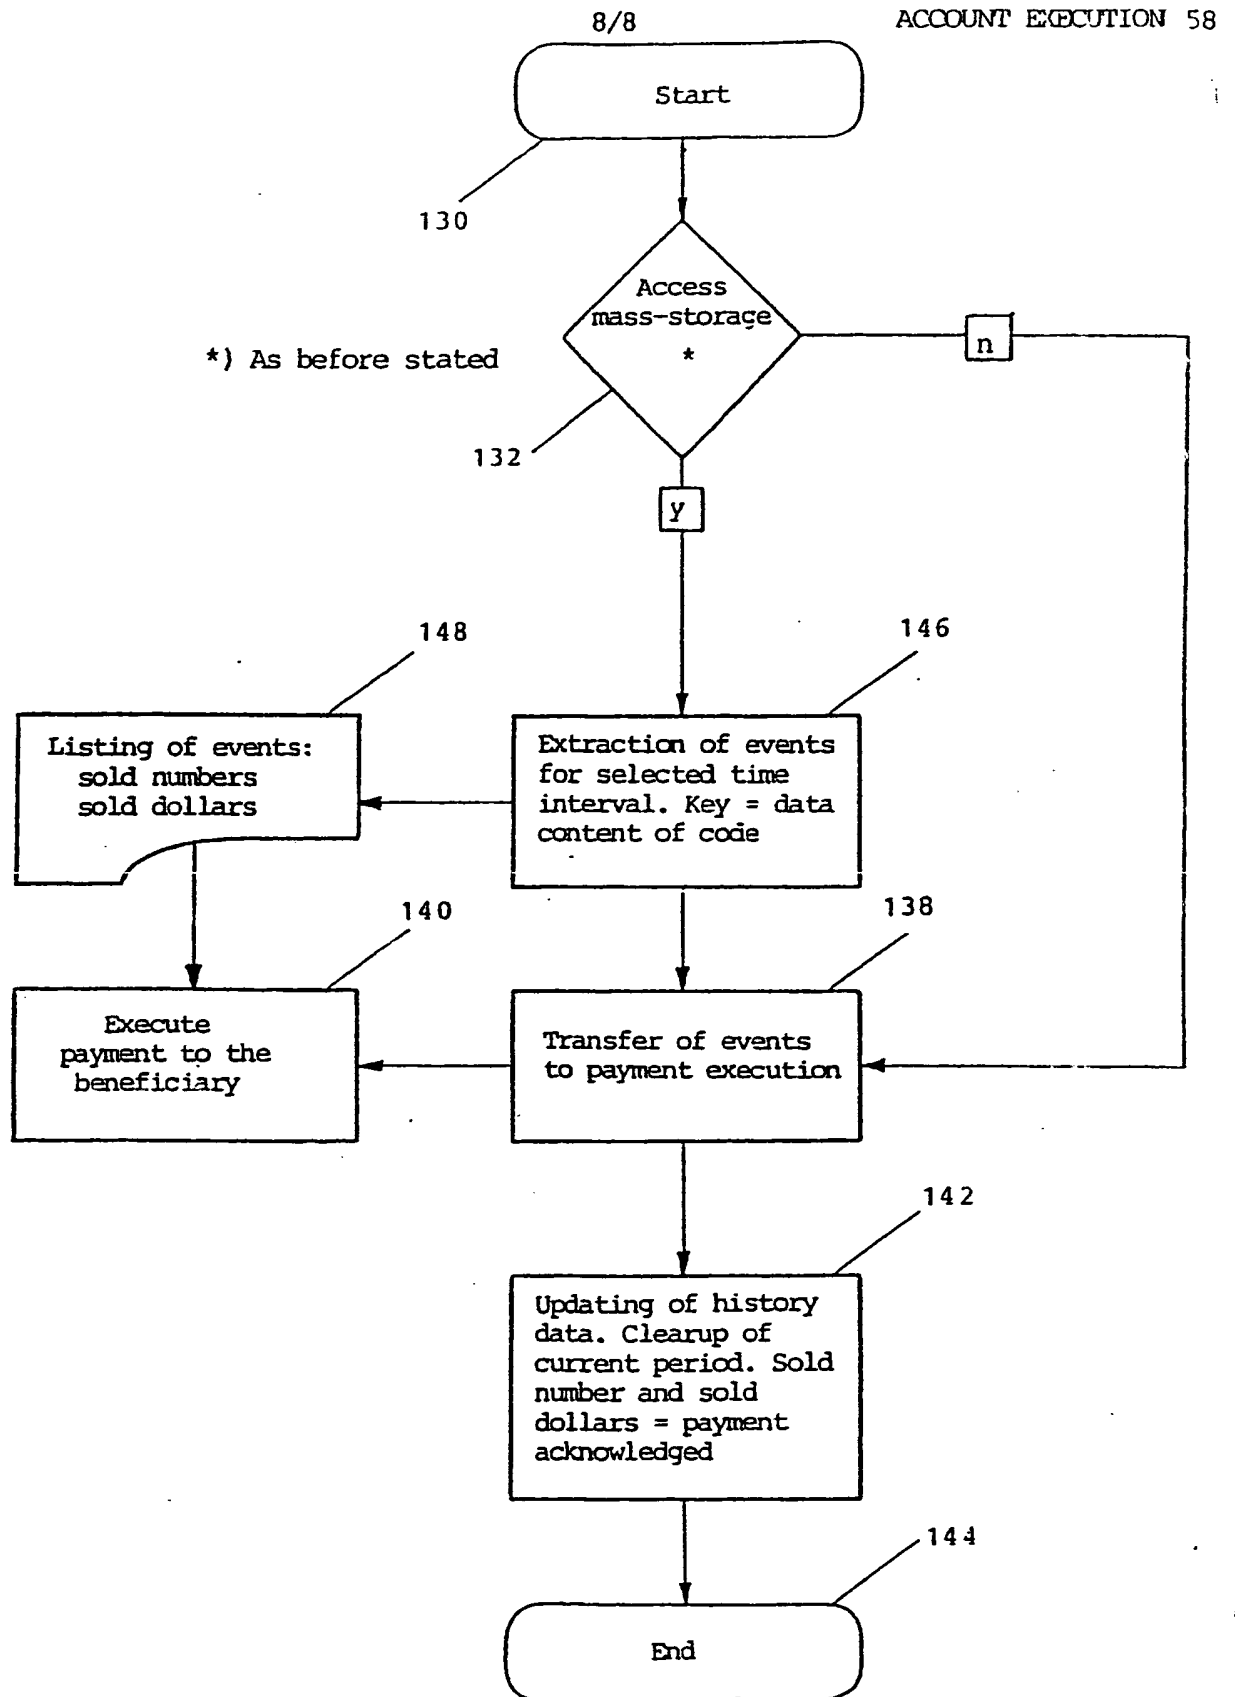 8/8
ACCOUNT EXECUTION 58
Start
130
Access
mass-storage
*
*) As before stated
n
132
y
148
146
Listing of events:
sold numbers
sold dollars
Extraction of events
for selected time
interval. Key = data
content of code
140
138
Execute
payment to the
beneficiary
Transfer of events
to payment execution
142
Updating of history
data. Clearup of
current period. Sold
number and sold
dollars = payment
acknowledged
144
End